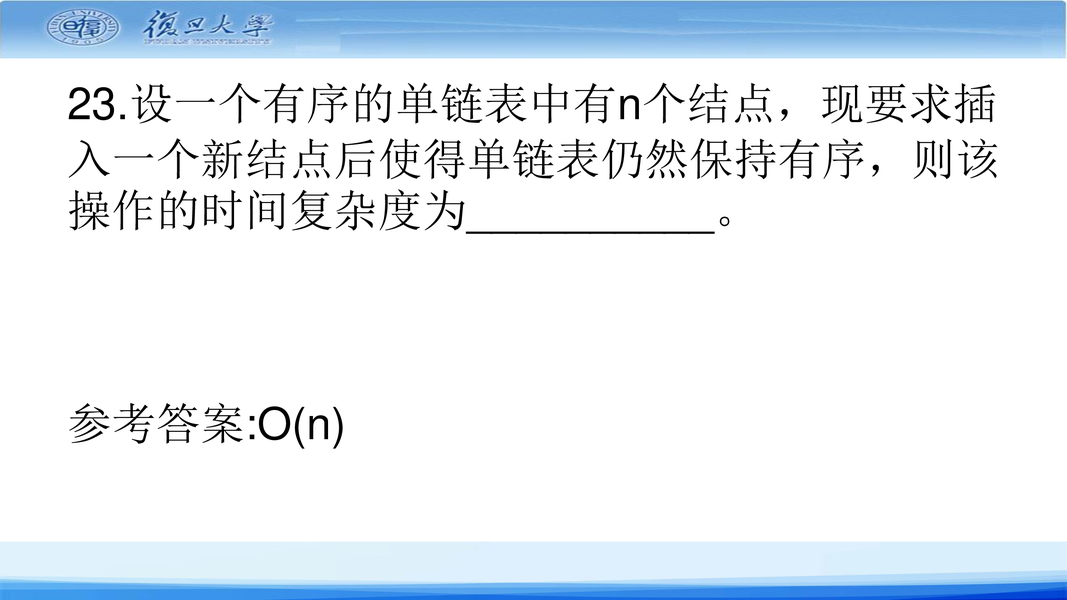 復旦大學
FUDAN UNIVERSITY
23.设一个有序的单链表中有n个结点，现要求插
入一个新结点后使得单链表仍然保持有序，则该
操作的时间复杂度为___________。
参考答案:O(n)